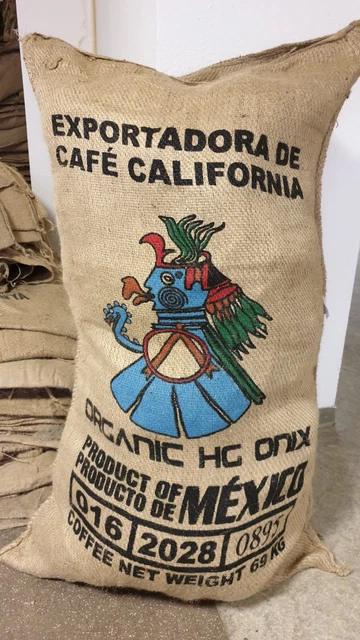 EXPORTADORA DE
CAFÉ CALIFORNIA
ORGANIC HG ONIX
PRODUCT OF
PRODUCTO DE MÉXICO
016 2028 0895
COFFEE NET WEIGHT 69 KG